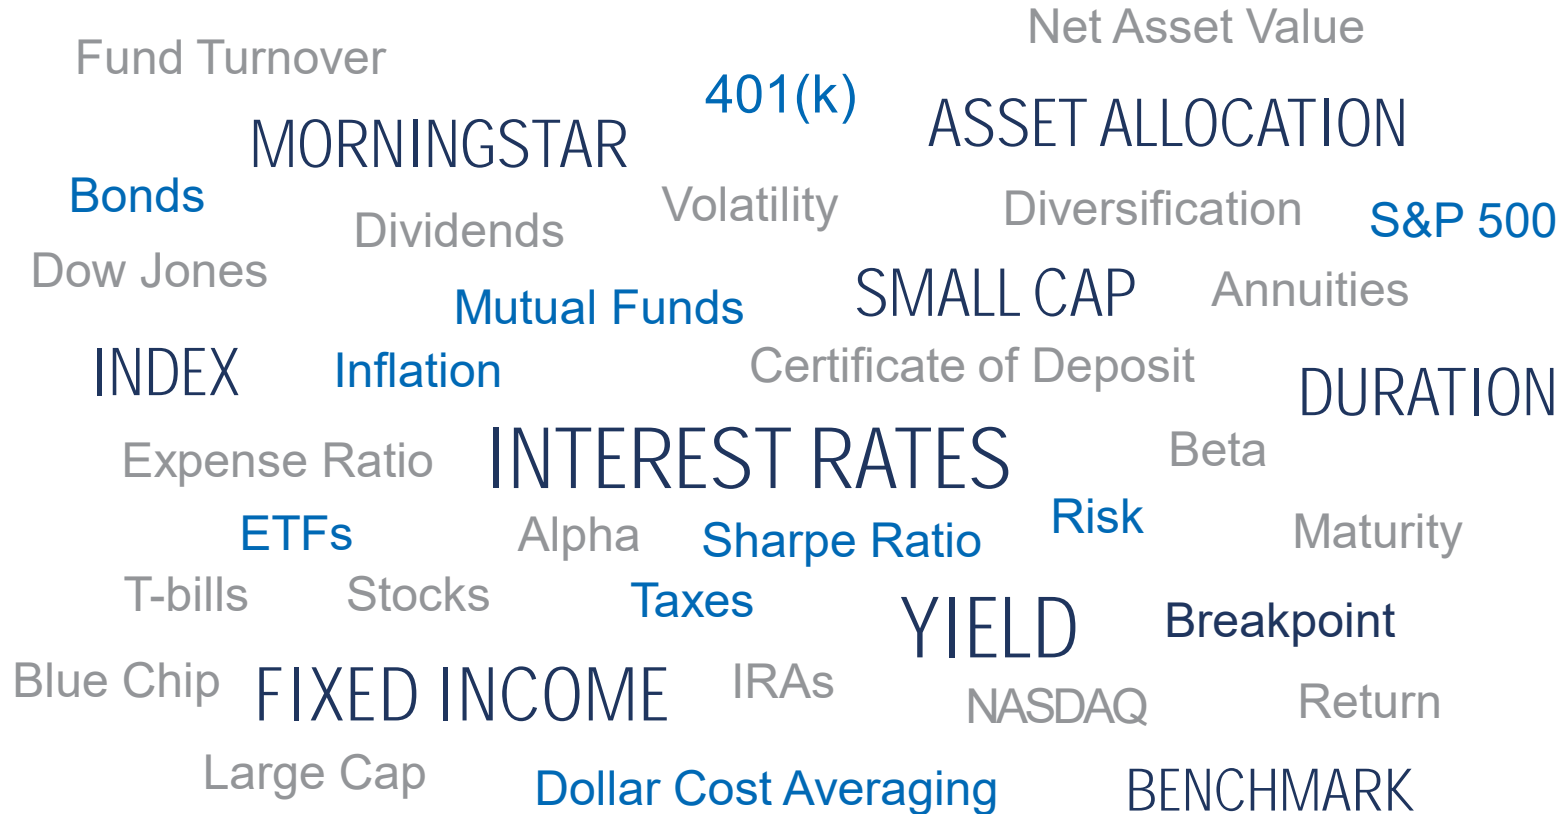 Net Asset Value
Fund Turnover
401(k)
ASSET ALLOCATION
MORNINGSTAR
Bonds
Volatility
Diversification
S&P 500
Dividends
Dow Jones
SMALL CAP
Annuities
Mutual Funds
INDEX
Inflation
Certificate of Deposit
DURATION
Expense Ratio
INTEREST RATES
Beta
ETFs
Alpha
Sharpe Ratio
Risk
Maturity
T-bills
Stocks
Taxes
YIELD
Breakpoint
Blue Chip
FIXED INCOME
IRAs
NASDAQ
Return
Large Cap
Dollar Cost Averaging
BENCHMARK